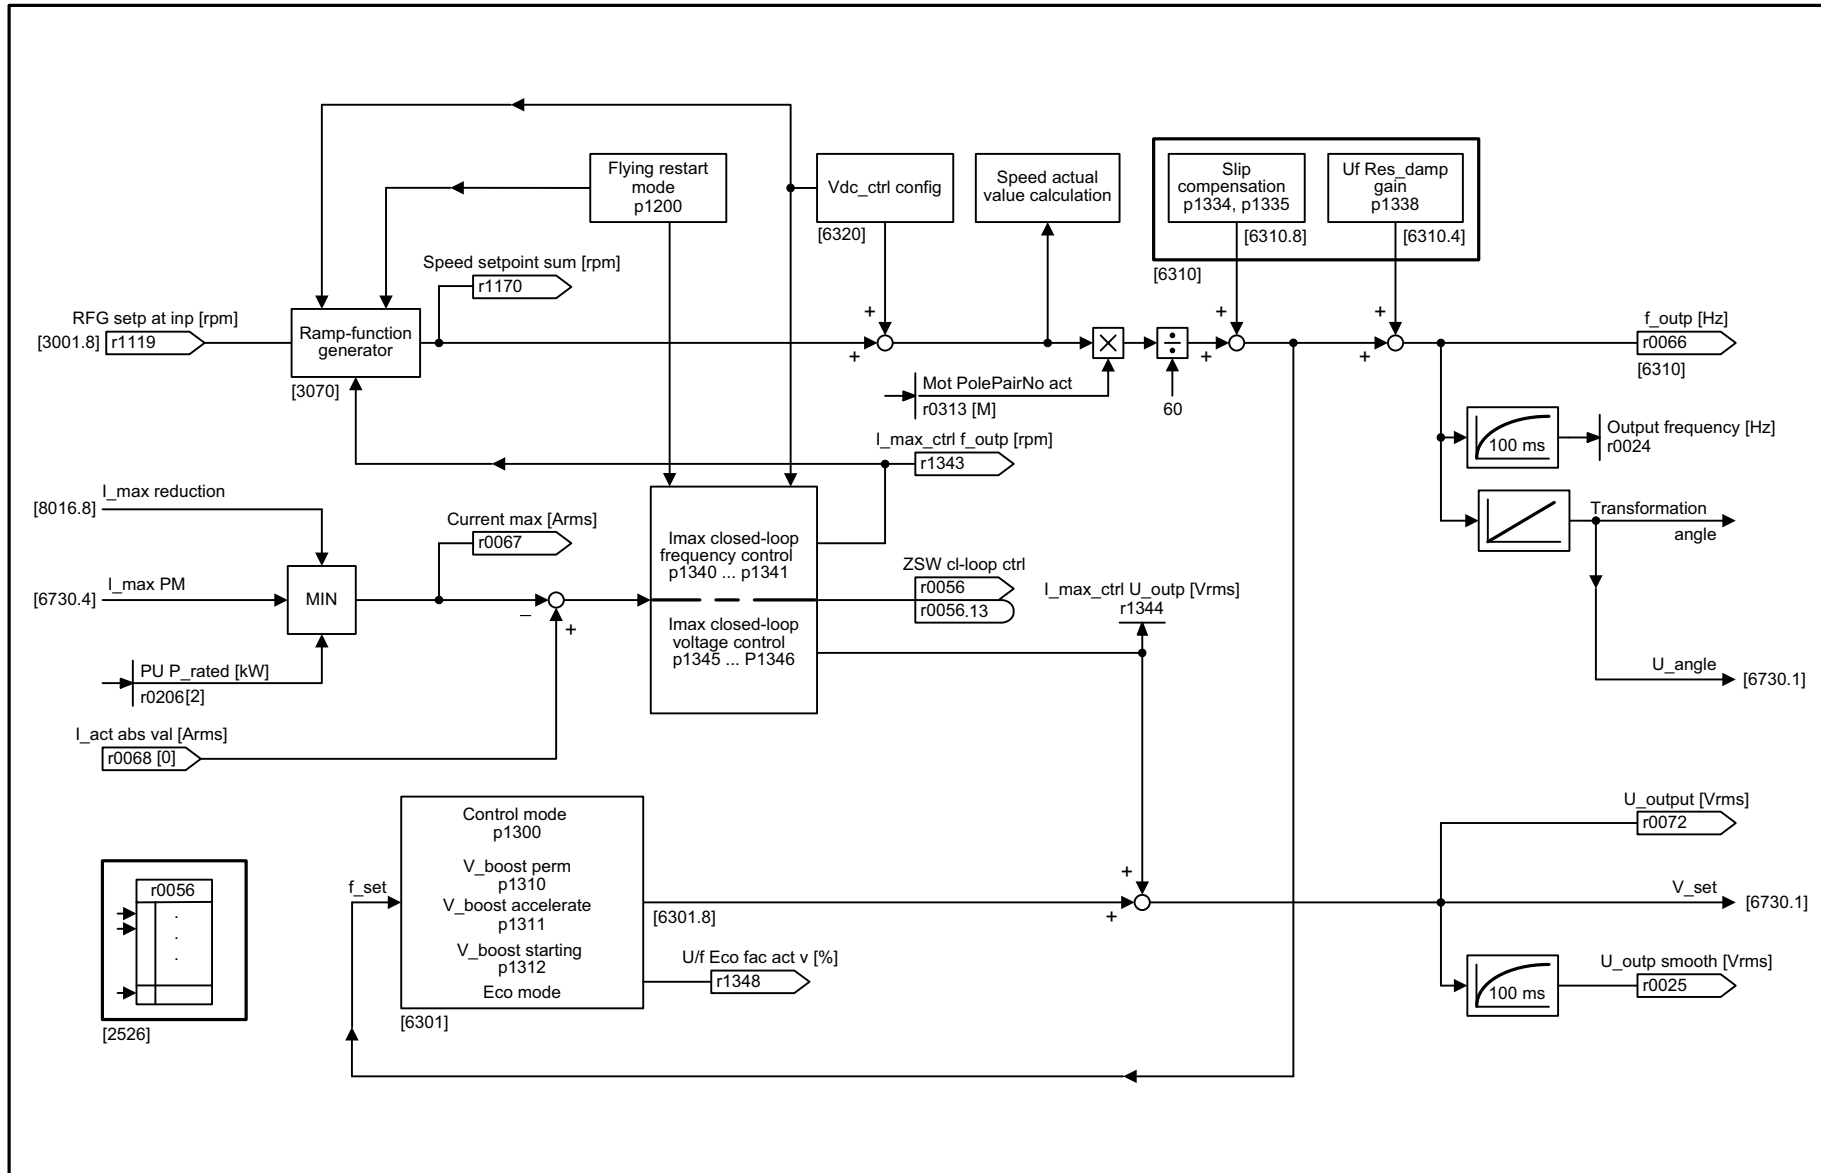 Flying restart
mode
p1200
Vdc_ctrl config
[6320]
Speed actual
value calculation
Slip
compensation
p1334, p1335
[6310.8]
Uf Res_damp
gain
p1338
[6310.4]
[6310]
Speed setpoint sum [rpm]
r1170
RFG setp at inp [rpm]
[3001.8]
r1119
Ramp-function
generator
[3070]
+
+
+
+
+
+
f_outp [Hz]
r0066
[6310]
Mot PolePairNo act
r0313 [M]
60
I_max_ctrl f_outp [rpm]
r1343
100 ms
Output frequency [Hz]
r0024
Transformation
angle
U_angle
[6730.1]
I_max reduction
[8016.8]
Current max [Arms]
r0067
I_max PM
[6730.4]
MIN
–
+
PU P_rated [kW]
r0206[2]
I_act abs val [Arms]
r0068 [0]
Imax closed-loop
frequency control
p1340 ... p1341
Imax closed-loop
voltage control
p1345 ... P1346
ZSW cl-loop ctrl
r0056
r0056.13
I_max_ctrl U_outp [Vrms]
r1344
r0056
.
.
.
[2526]
f_set
Control mode
p1300
V_boost perm
p1310
V_boost accelerate
p1311
V_boost starting
p1312
Eco mode
[6301]
[6301.8]
U/f Eco fac act v [%]
r1348
+
+
U_output [Vrms]
r0072
V_set
[6730.1]
100 ms
U_outp smooth [Vrms]
r0025